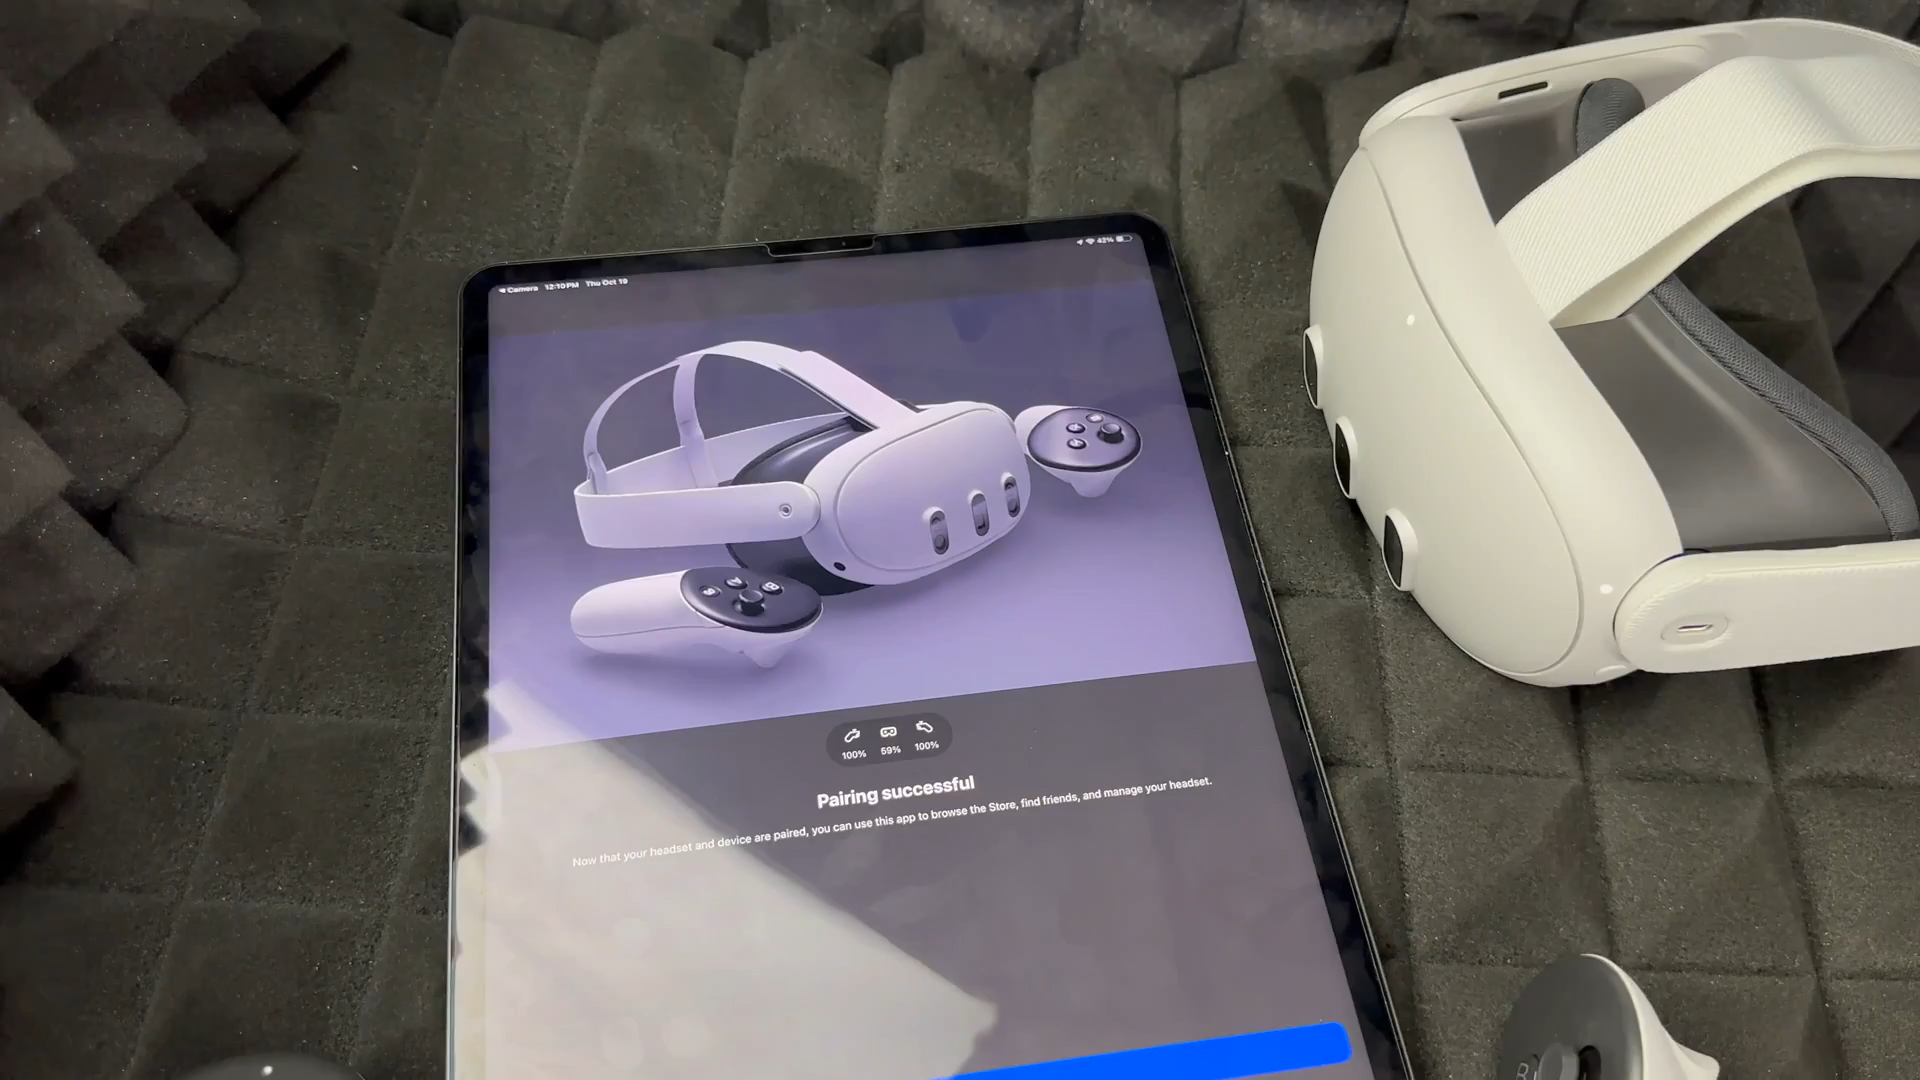 ◀ Camera 12:10 PM Thu Oct 19
42%
100% 59% 100%
Pairing successful
Now that your headset and device are paired, you can use this app to browse the Store, find friends, and manage your headset.
B